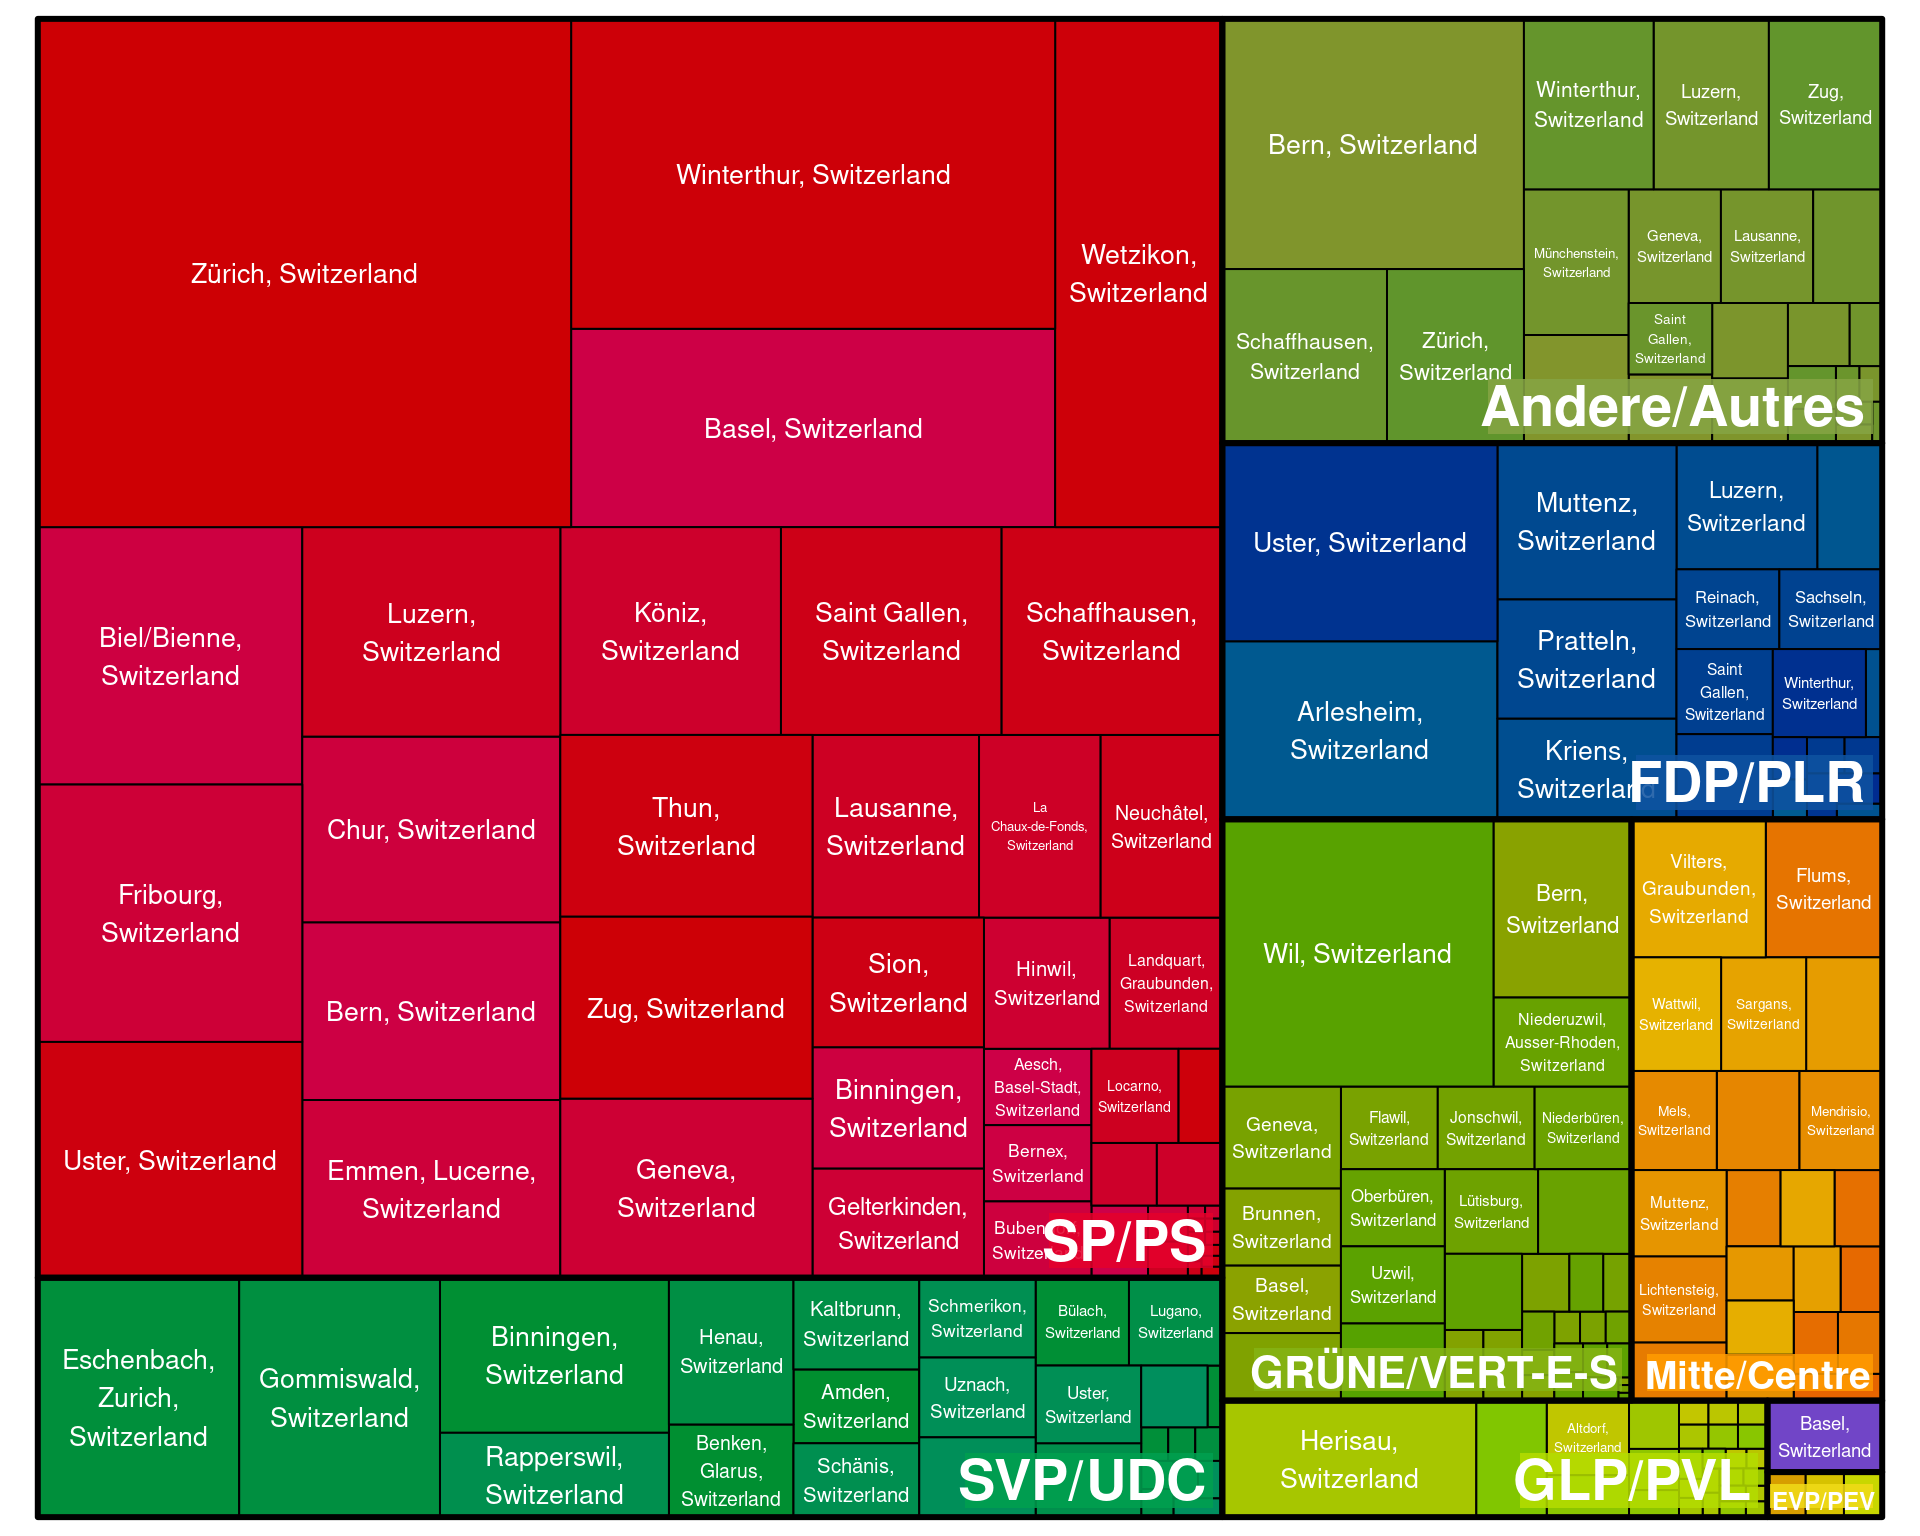 Zürich, Switzerland
Winterthur, Switzerland
Wetzikon,
Switzerland
Basel, Switzerland
Biel/Bienne,
Switzerland
Luzern,
Switzerland
Köniz,
Switzerland
Saint Gallen,
Switzerland
Schaffhausen,
Switzerland
Fribourg,
Switzerland
Chur, Switzerland
Thun,
Switzerland
Lausanne,
Switzerland
La
Chaux-de-Fonds,
Switzerland
Neuchâtel,
Switzerland
Bern, Switzerland
Zug, Switzerland
Sion,
Switzerland
Hinwil,
Switzerland
Landquart,
Graubunden,
Switzerland
Uster, Switzerland
Emmen, Lucerne,
Switzerland
Geneva,
Switzerland
Binningen,
Switzerland
Aesch,
Basel-Stadt,
Switzerland
Locarno,
Switzerland
Bernex,
Switzerland
Gelterkinden,
Switzerland
SP/PS
Eschenbach,
Zurich,
Switzerland
Gommiswald,
Switzerland
Binningen,
Switzerland
Rapperswil,
Switzerland
Henau,
Switzerland
Benken,
Glarus,
Switzerland
Kaltbrunn,
Switzerland
Amden,
Switzerland
Schänis,
Switzerland
Schmerikon,
Switzerland
Uznach,
Switzerland
Bülach,
Switzerland
Lugano,
Switzerland
Uster,
Switzerland
SVP/UDC
Bern, Switzerland
Winterthur,
Switzerland
Luzern,
Switzerland
Zug,
Switzerland
Schaffhausen,
Switzerland
Zürich,
Switzerland
Münchenstein,
Switzerland
Geneva,
Switzerland
Lausanne,
Switzerland
Saint
Gallen,
Switzerland
Andere/Autres
Uster, Switzerland
Arlesheim,
Switzerland
Muttenz,
Switzerland
Pratteln,
Switzerland
Kriens,
Switzerland
Luzern,
Switzerland
Reinach,
Switzerland
Sachseln,
Switzerland
Saint
Gallen,
Switzerland
Winterthur,
Switzerland
FDP/PLR
Wil, Switzerland
Bern,
Switzerland
Niederuzwil,
Ausser-Rhoden,
Switzerland
Geneva,
Switzerland
Flawil,
Switzerland
Jonschwil,
Switzerland
Niederbüren,
Switzerland
Brunnen,
Switzerland
Oberbüren,
Switzerland
Lütisburg,
Switzerland
Basel,
Switzerland
Uzwil,
Switzerland
GRÜNE/VERT-E-S
Vilters,
Graubunden,
Switzerland
Flums,
Switzerland
Wattwil,
Switzerland
Sargans,
Switzerland
Mels,
Switzerland
Mendrisio,
Switzerland
Muttenz,
Switzerland
Lichtensteig,
Switzerland
Mitte/Centre
Herisau,
Switzerland
Altdorf,
Switzerland
GLP/PVL
Basel,
Switzerland
EVP/PEV